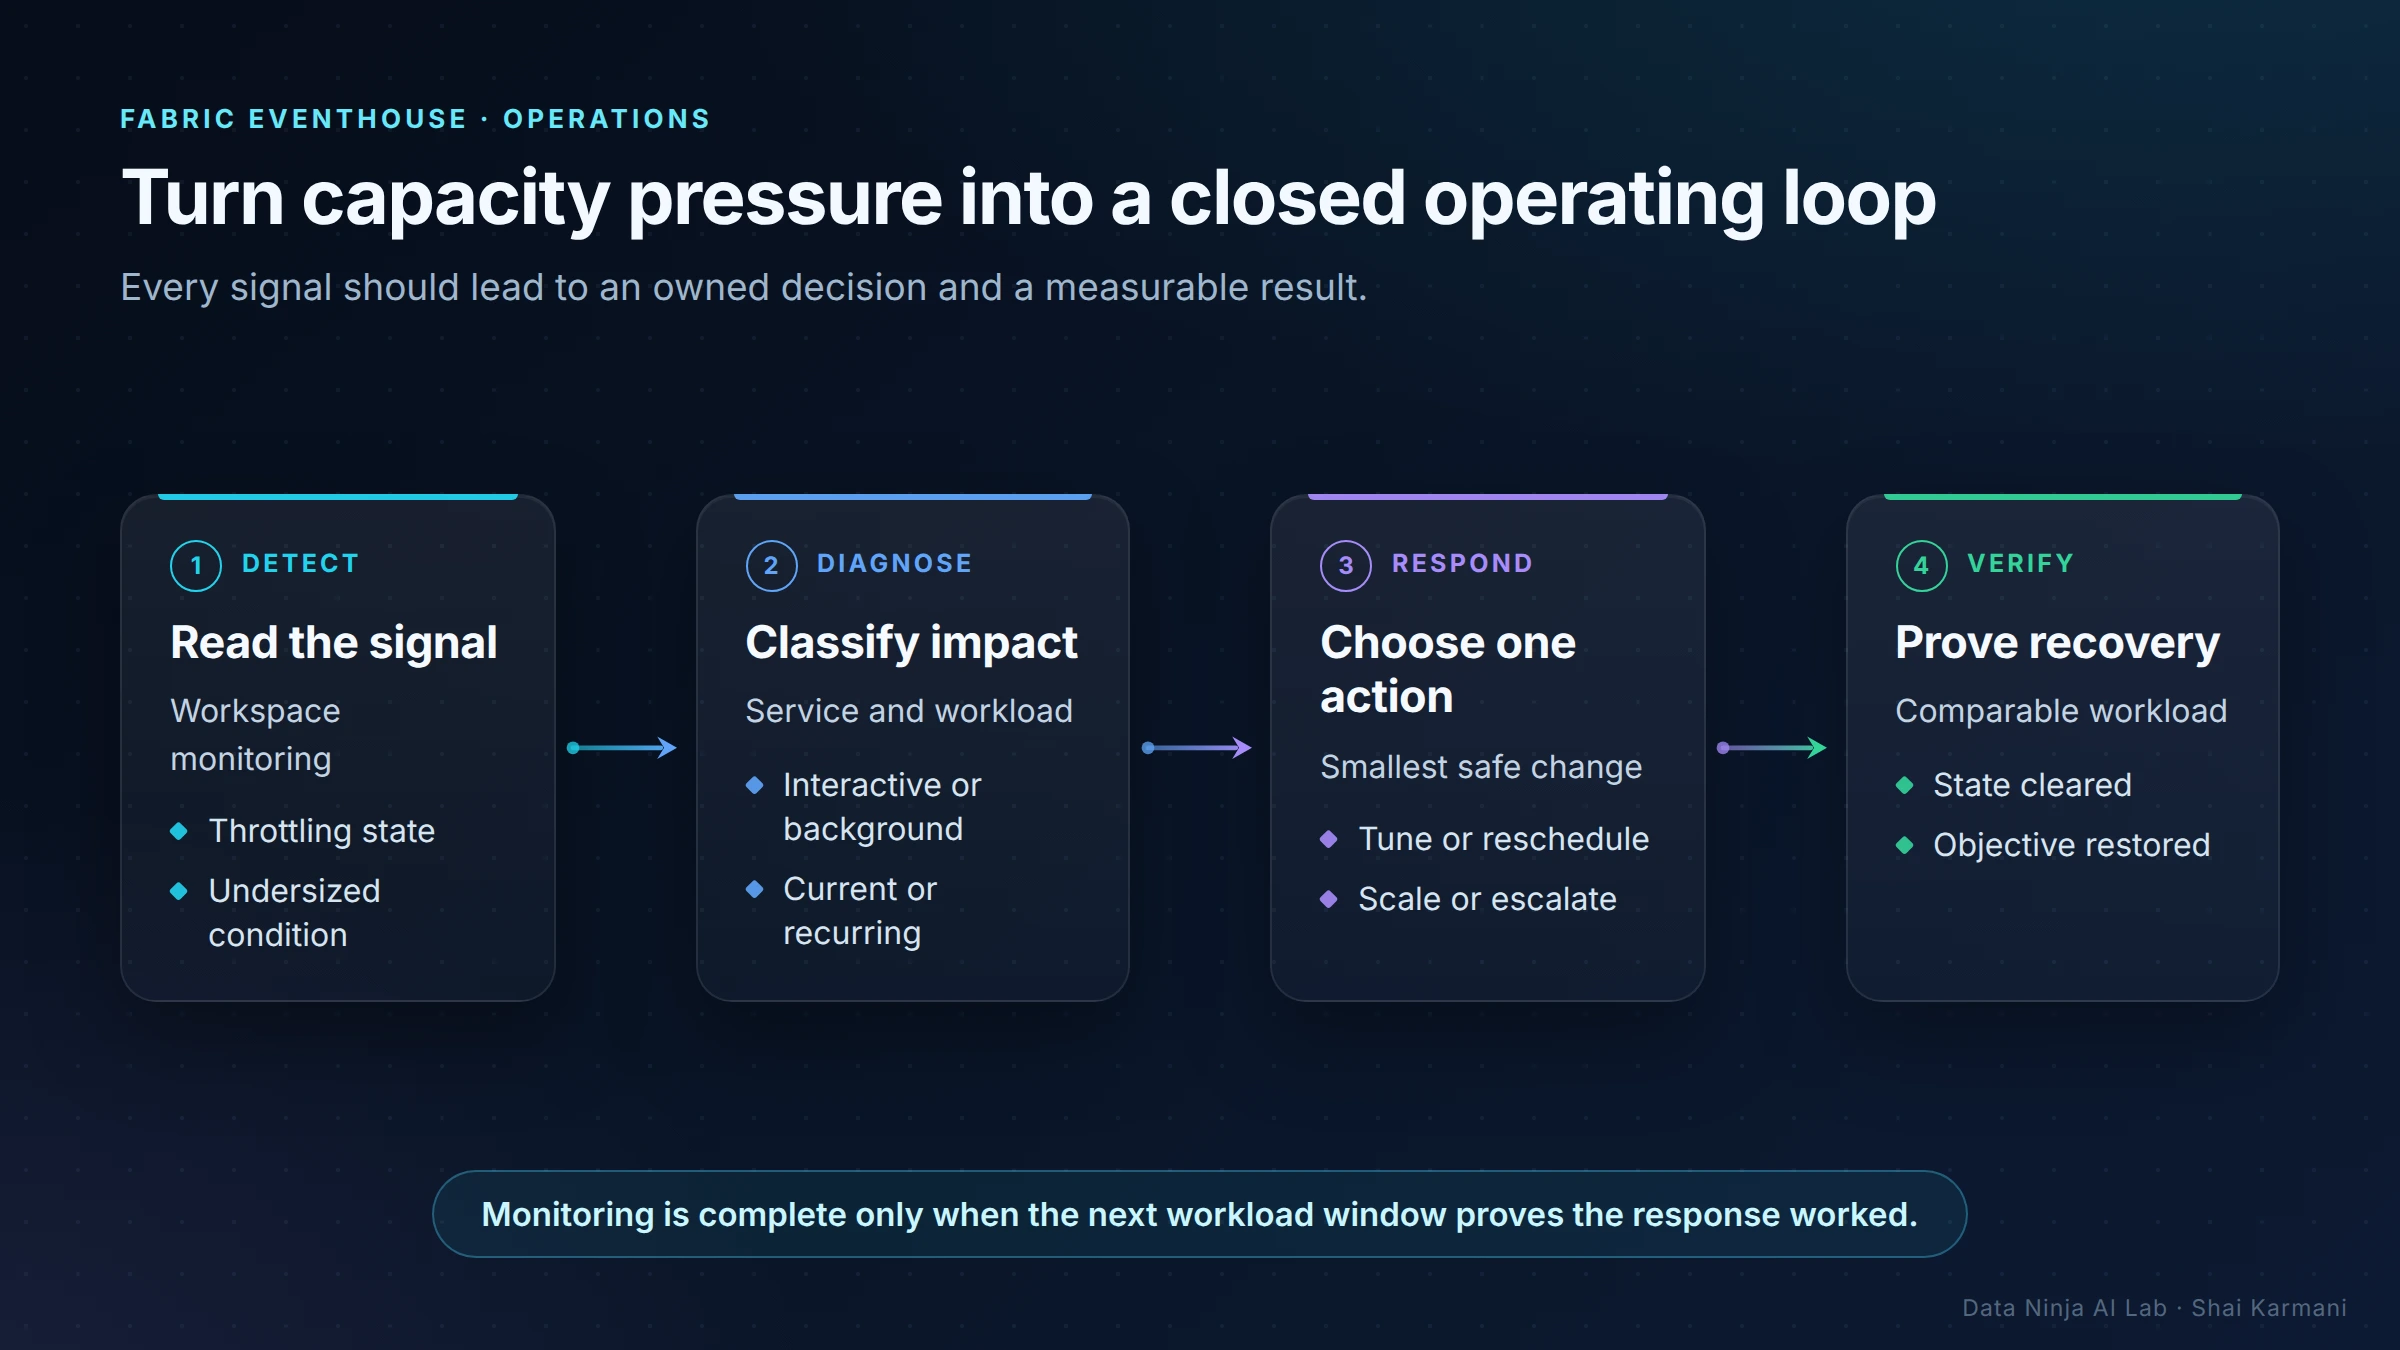 FABRIC EVENTHOUSE · OPERATIONS
Turn capacity pressure into a closed operating loop
Every signal should lead to an owned decision and a measurable result.
1 DETECT
Read the signal
Workspace
monitoring
Throttling state
Undersized
condition
2 DIAGNOSE
Classify impact
Service and workload
Interactive or
background
Current or
recurring
3 RESPOND
Choose one
action
Smallest safe change
Tune or reschedule
Scale or escalate
4 VERIFY
Prove recovery
Comparable workload
State cleared
Objective restored
Monitoring is complete only when the next workload window proves the response worked.
Data Ninja AI Lab · Shai Karmani